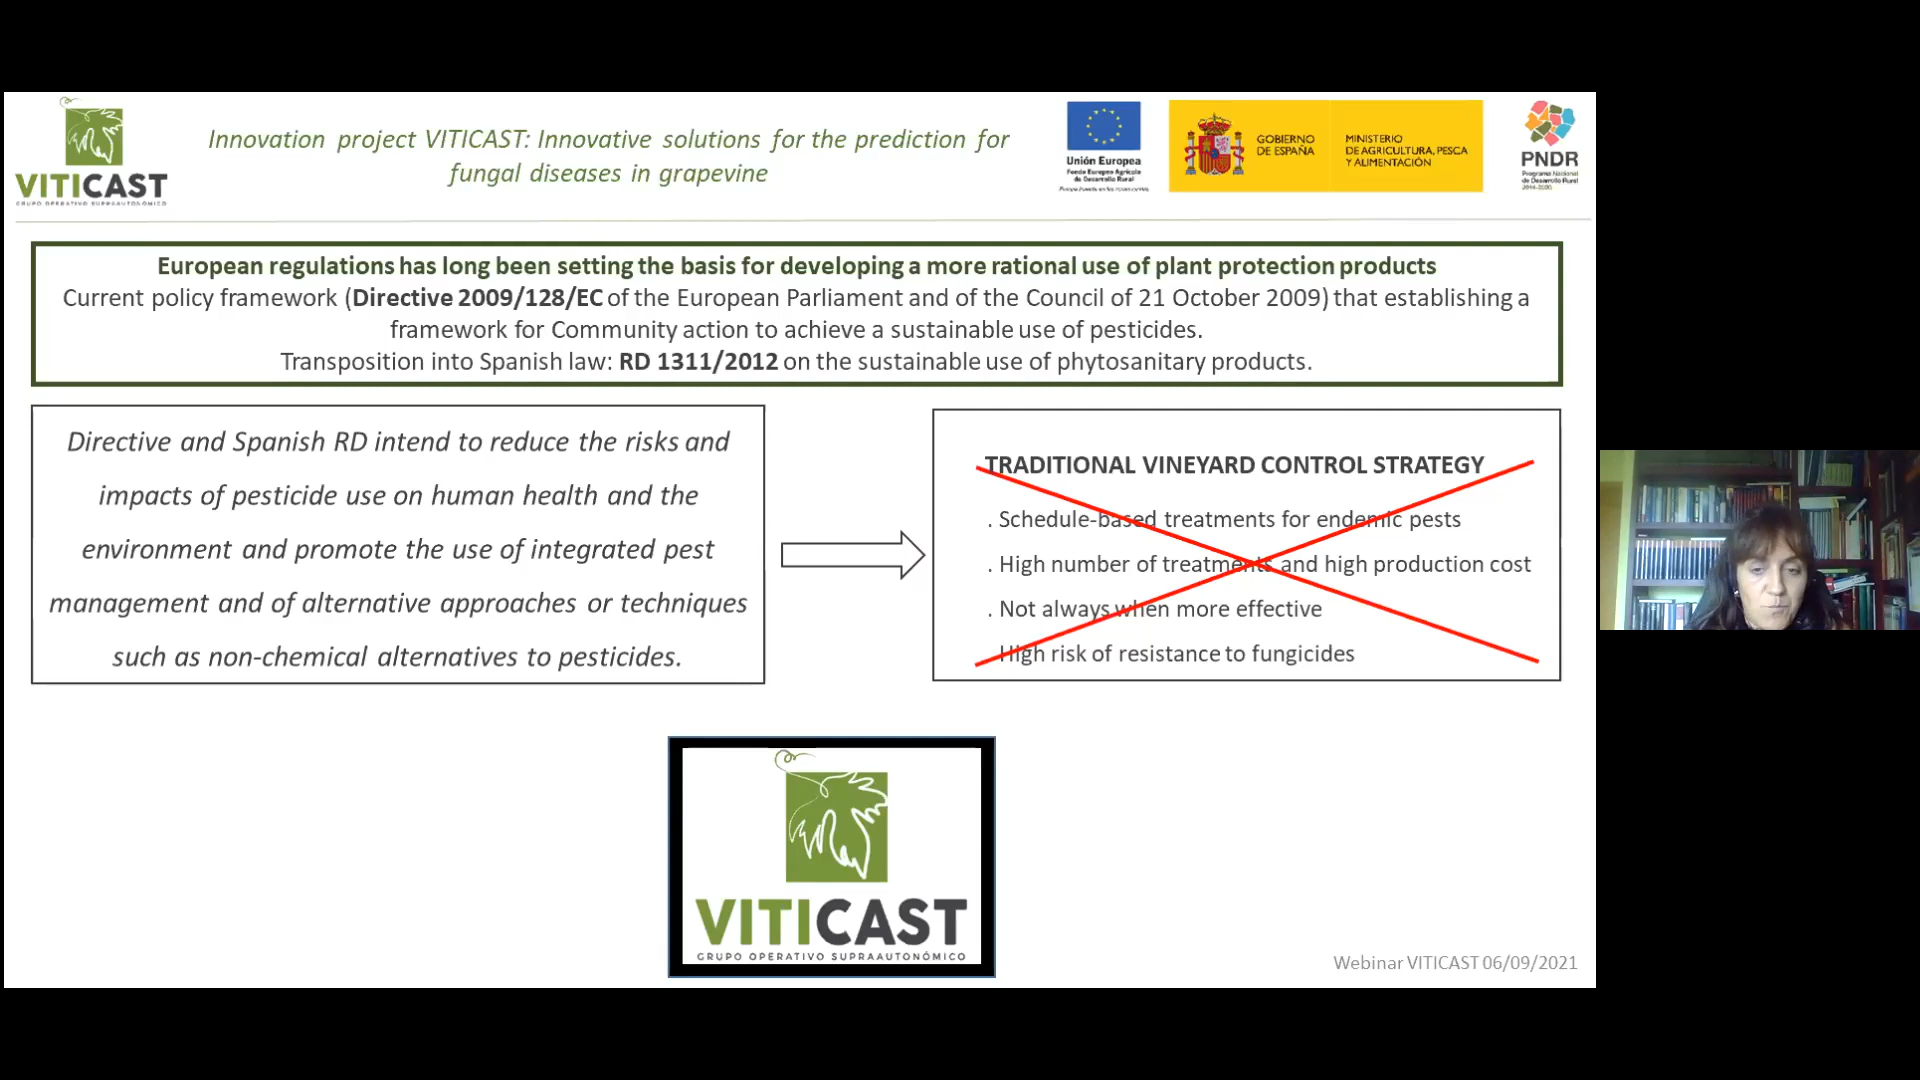 VITICAST
GRUPO OPERATIVO SUPRAAUTONÓMICO
Innovation project VITICAST: Innovative solutions for the prediction for
fungal diseases in grapevine
Unión Europea
Fondo Europeo Agrícola
de Desarrollo Rural
Europa invierte en las zonas rurales
GOBIERNO
DE ESPAÑA
MINISTERIO
DE AGRICULTURA, PESCA
Y ALIMENTACIÓN
PNDR
Programa Nacional
de Desarrollo Rural
2014-2020
European regulations has long been setting the basis for developing a more rational use of plant protection products
Current policy framework (Directive 2009/128/EC of the European Parliament and of the Council of 21 October 2009) that establishing a
framework for Community action to achieve a sustainable use of pesticides.
Transposition into Spanish law: RD 1311/2012 on the sustainable use of phytosanitary products.
Directive and Spanish RD intend to reduce the risks and
impacts of pesticide use on human health and the
environment and promote the use of integrated pest
management and of alternative approaches or techniques
such as non-chemical alternatives to pesticides.
TRADITIONAL VINEYARD CONTROL STRATEGY
. Schedule-based treatments for endemic pests
. High number of treatments and high production cost
. Not always when more effective
. High risk of resistance to fungicides
VITICAST
GRUPO OPERATIVO SUPRAAUTONÓMICO
Webinar VITICAST 06/09/2021